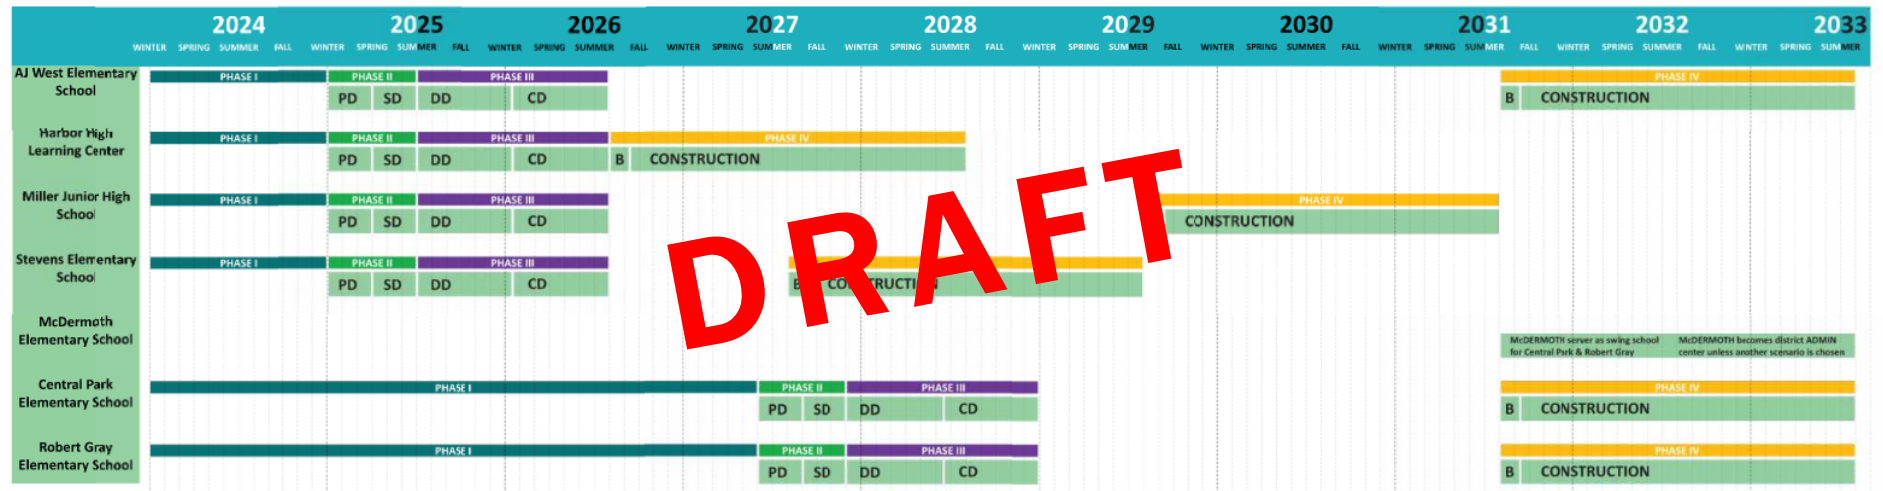 2024 2025 2026 2027 2028 2029 2030 2031 2032 2033
WINTER SPRING SUMMER FALL WINTER SPRING SUMMER FALL WINTER SPRING SUMMER FALL WINTER SPRING SUMMER FALL WINTER SPRING SUMMER FALL WINTER SPRING SUMMER FALL WINTER SPRING SUMMER FALL WINTER SPRING SUMMER FALL WINTER SPRING SUMMER FALL WINTER SPRING SUMMER
AJ West Elementary
School
PHASE I PHASE II PHASE III PHASE IV
PD SD DD CD B CONSTRUCTION
Harbor High
Learning Center
PHASE I PHASE II PHASE III PHASE IV
PD SD DD CD B CONSTRUCTION
Miller Junior High
School
PHASE I PHASE II PHASE III PHASE IV
PD SD DD CD CONSTRUCTION
Stevens Elementary
School
PHASE I PHASE II PHASE III
PD SD DD CD B CONSTRUCTION
DRAFT
McDermoth
Elementary School
McDERMOTH server as swing school
for Central Park & Robert Gray
McDERMOTH becomes district ADMIN
center unless another scenario is chosen
Central Park
Elementary School
PHASE I PHASE II PHASE III PHASE IV
PD SD DD CD B CONSTRUCTION
Robert Gray
Elementary School
PHASE I PHASE II PHASE III PHASE IV
PD SD DD CD B CONSTRUCTION